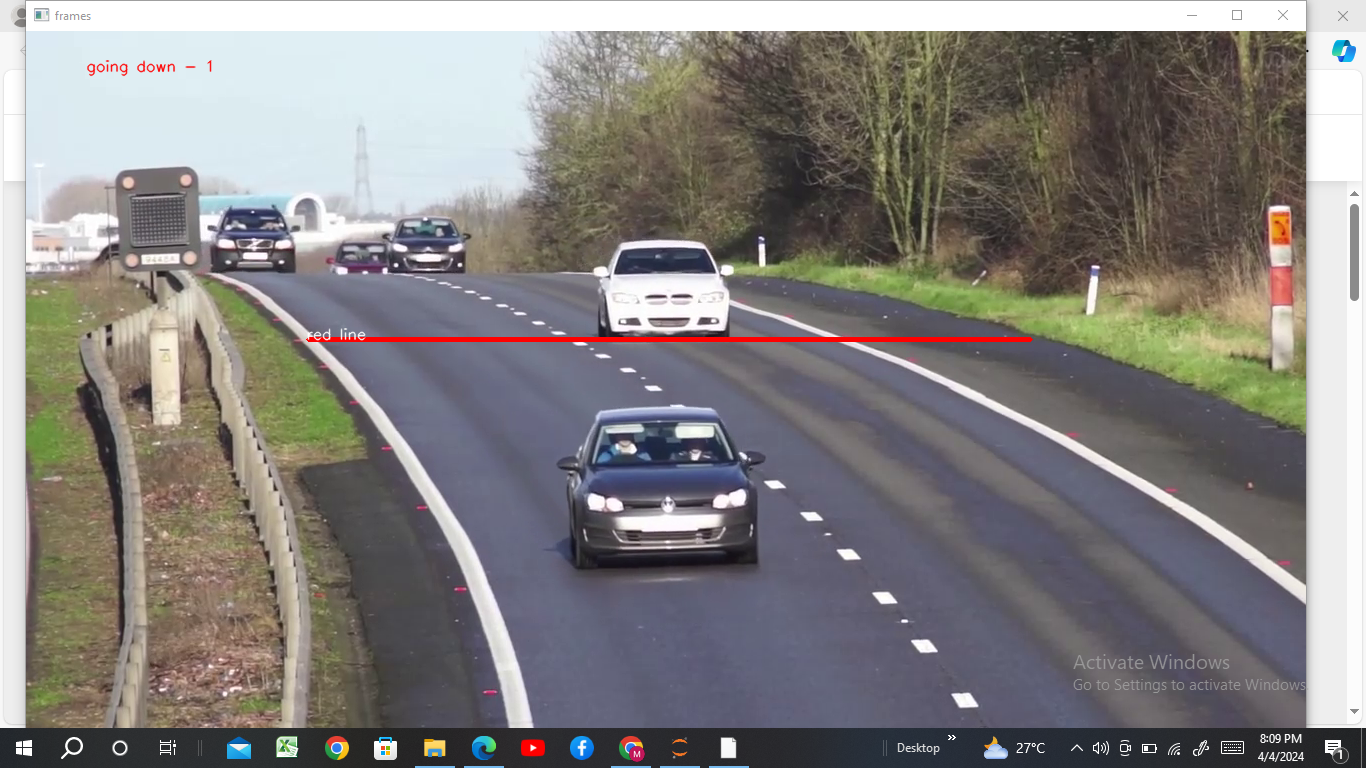 frames
going down - 1
red line
Activate Windows
Go to Settings to activate Windows
Desktop
27°C
8:09 PM
4/4/2024
1